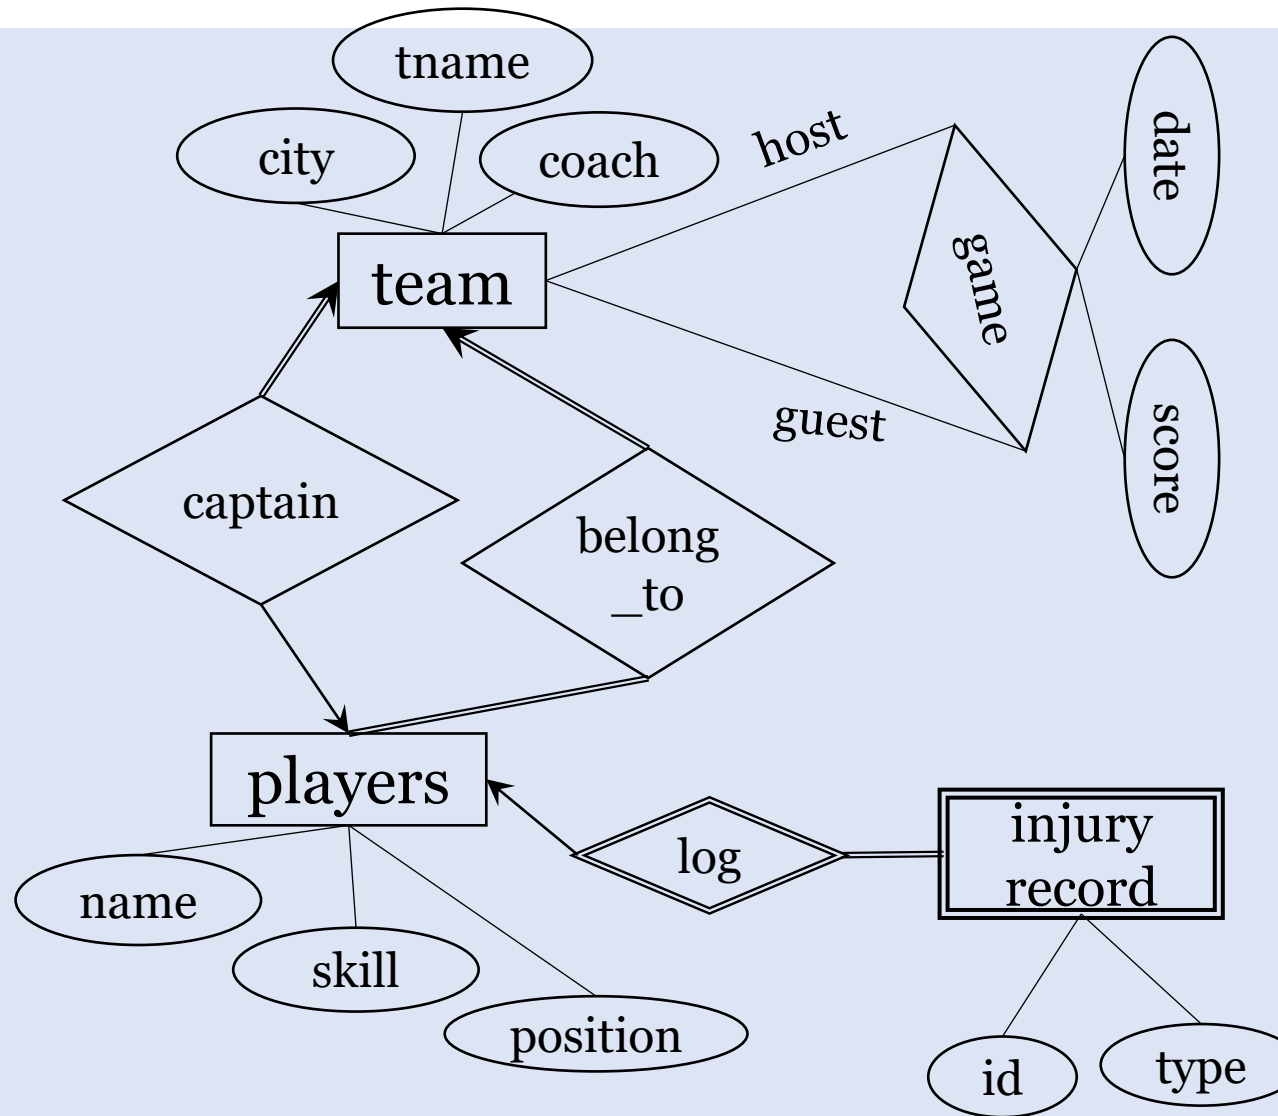 tname
city
coach
host
date
team
game
guest
score
captain
belong
_to
players
injury
record
log
name
skill
position
id
type